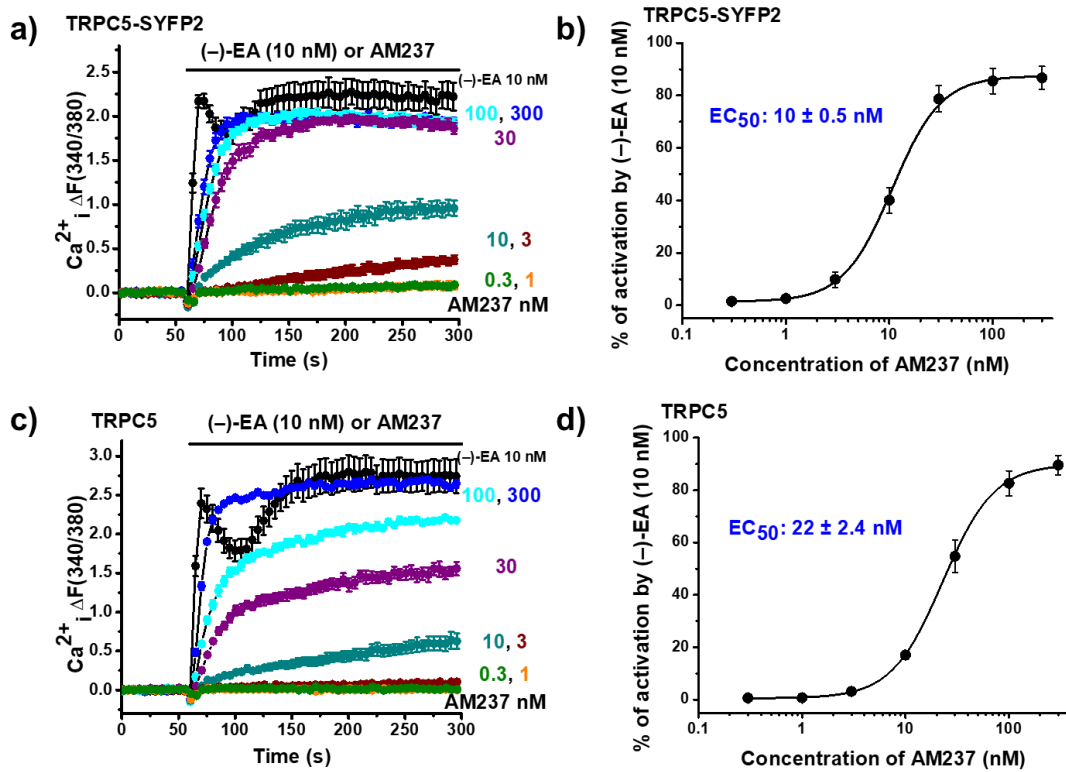 a)
TRPC5-SYFP2
(–)-EA (10 nM) or AM237
(–)-EA 10 nM
100, 300
30
10, 3
0.3, 1
AM237 nM
Ca2+i ΔF(340/380)
2.5
2.0
1.5
1.0
0.5
0.0
0 50 100 150 200 250 300
Time (s)
b)
TRPC5-SYFP2
EC50: 10 ± 0.5 nM
% of activation by (–)-EA (10 nM)
100
80
60
40
20
0
0.1 1 10 100
Concentration of AM237 (nM)
c)
TRPC5
(–)-EA (10 nM) or AM237
(–)-EA 10 nM
100, 300
30
10, 3
0.3, 1
AM237 nM
Ca2+i ΔF(340/380)
3.0
2.5
2.0
1.5
1.0
0.5
0.0
0 50 100 150 200 250 300
Time (s)
d)
TRPC5
EC50: 22 ± 2.4 nM
% of activation by (–)-EA (10 nM)
100
80
60
40
20
0
0.1 1 10 100
Concentration of AM237 (nM)